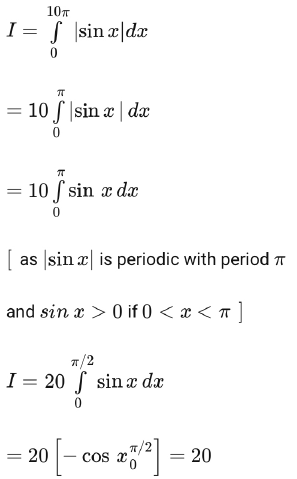 I = ∫₀^{10π} |sin x|dx
= 10 ∫₀^{π} |sin x | dx
= 10 ∫₀^{π} sin x dx
[ as |sin x| is periodic with period π
and sin x > 0 if 0 < x < π ]
I = 20 ∫₀^{π/2} sin x dx
= 20 [− cos x₀^{π/2}] = 20